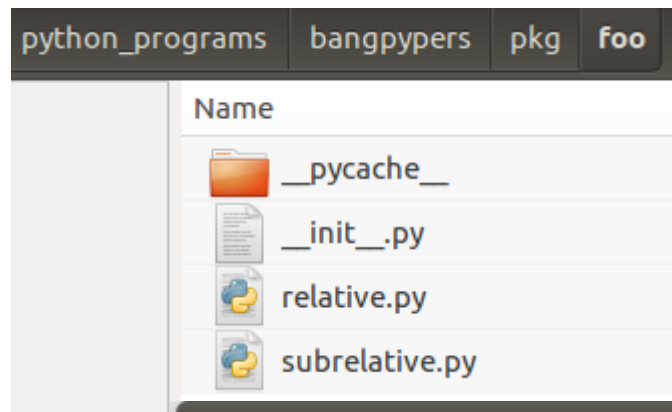 python_programs bangpypers pkg foo
Name
__pycache__
__init__.py
relative.py
subrelative.py